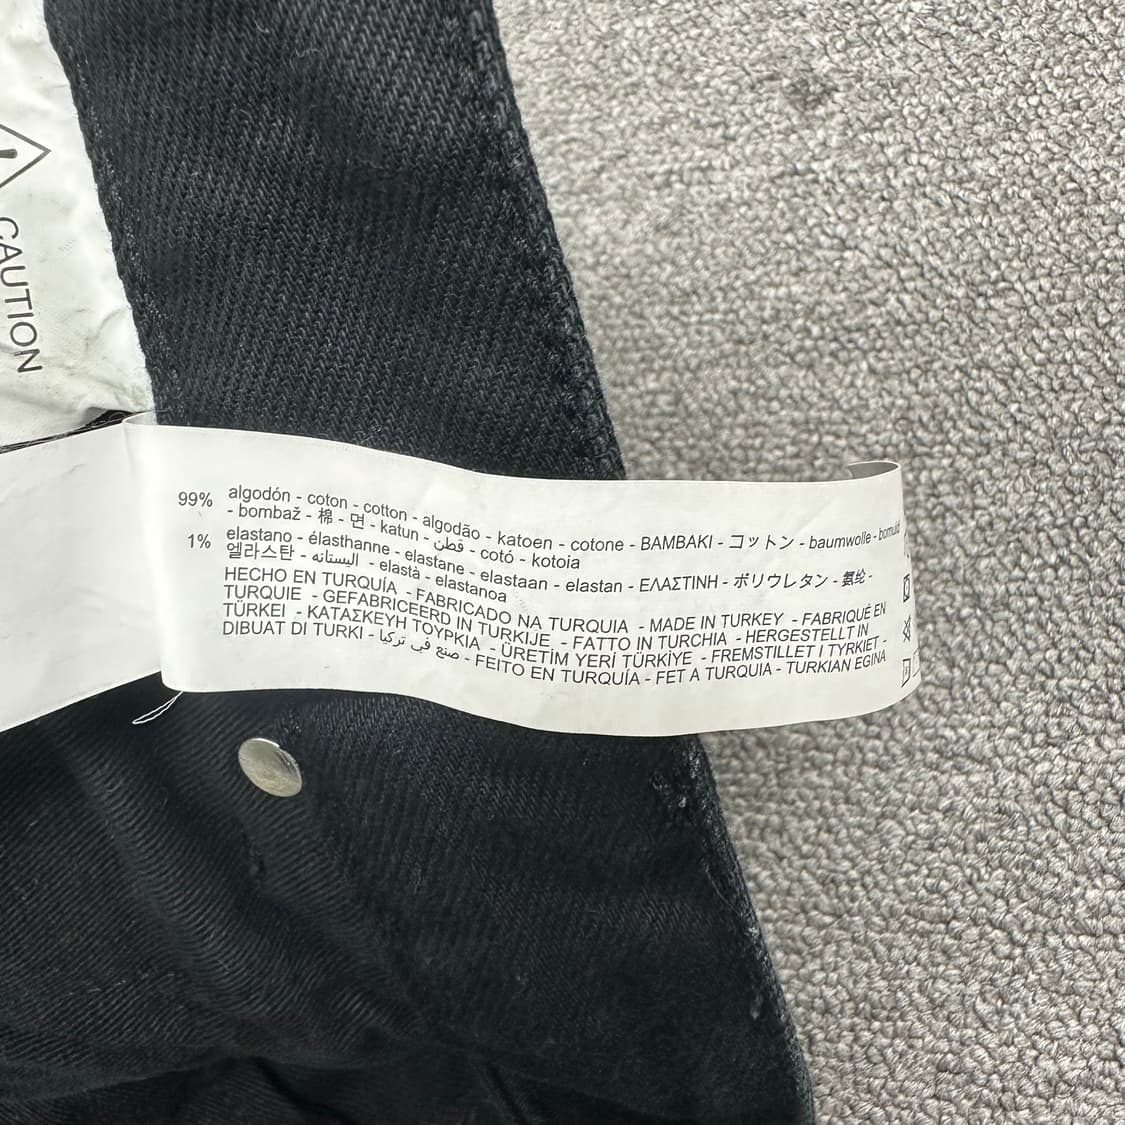 CAUTION
99% algodón - coton - cotton - algodão - katoen - cotone - BAMBAKI - コットン - baumwolle - bomuld
- bombaž - 棉 - 면 - katun - قطن - cotó - kotoia
1% elastano - élasthanne - elastane - elastaan - elastan - ΕΛΑΣΤΙΝΗ - ポリウレタン - 氨纶 -
엘라스탄 - اليستانه - elastà - elastanoa
HECHO EN TURQUÍA - FABRICADO NA TURQUIA - MADE IN TURKEY - FABRIQUÉ EN
TURQUIE - GEFABRICEERD IN TURKIJE - FATTO IN TURCHIA - HERGESTELLT IN
TÜRKEI - ΚΑΤΑΣΚΕΥΗ ΤΟΥΡΚΙΑ - ÜRETİM YERİ TÜRKİYE - FREMSTILLET I TYRKIET -
DIBUAT DI TURKI - صنع في تركيا - FEITO EN TURQUÍA - FET A TURQUIA - TURKIAN EGINA